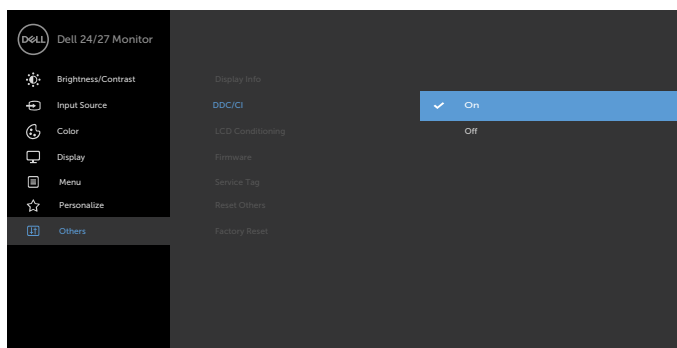 DELL Dell 24/27 Monitor
Brightness/Contrast
Display Info
Input Source
DDC/CI
On
Color
LCD Conditioning
Off
Display
Firmware
Menu
Service Tag
Personalize
Reset Others
Others
Factory Reset